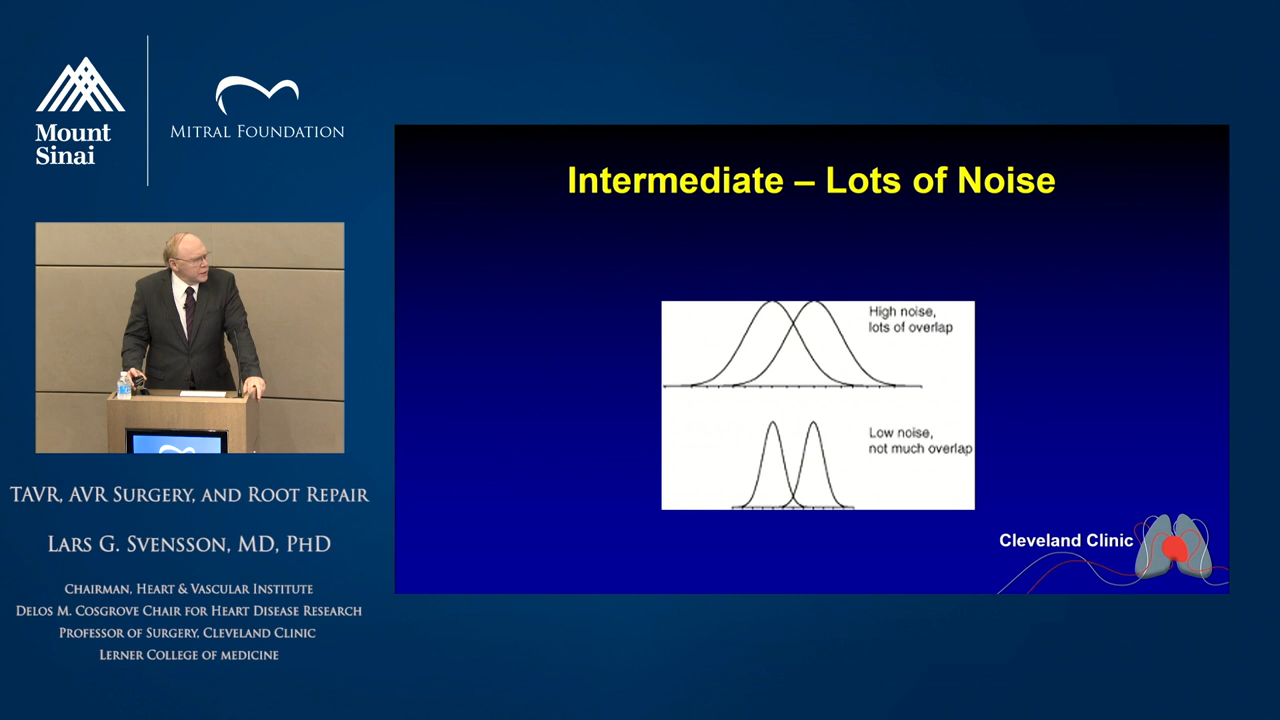 Mount
Sinai
MITRAL FOUNDATION
TAVR, AVR SURGERY, AND ROOT REPAIR
LARS G. SVENSSON, MD, PHD
CHAIRMAN, HEART & VASCULAR INSTITUTE
DELOS M. COSGROVE CHAIR FOR HEART DISEASE RESEARCH
PROFESSOR OF SURGERY, CLEVELAND CLINIC
LERNER COLLEGE OF MEDICINE
Intermediate – Lots of Noise
High noise,
lots of overlap
Low noise,
not much overlap
Cleveland Clinic